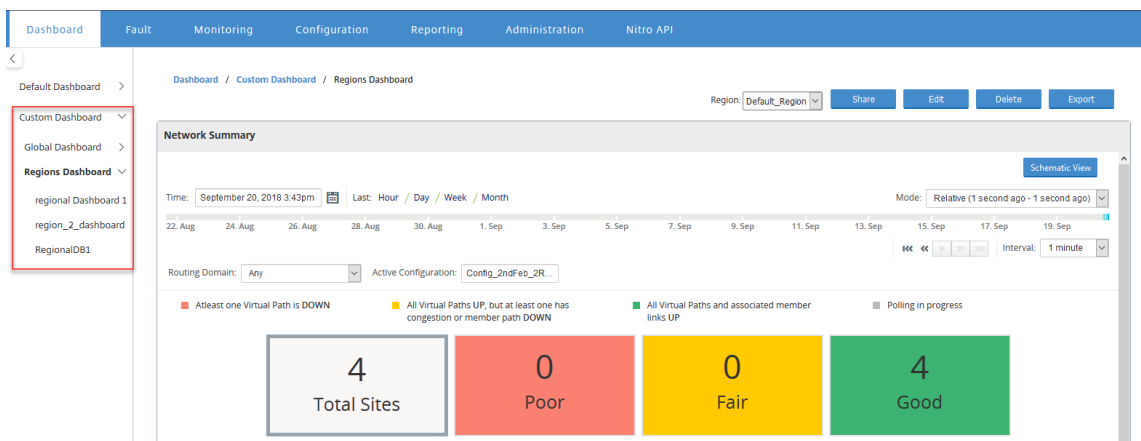 Dashboard Fault Monitoring Configuration Reporting Administration Nitro API
Default Dashboard
Custom Dashboard
Global Dashboard
Regions Dashboard
regional Dashboard 1
region_2_dashboard
RegionalDB1
Dashboard / Custom Dashboard / Regions Dashboard
Region: Default_Region Share Edit Delete Export
Network Summary
Schematic View
Time: September 20, 2018 3:43pm Last: Hour / Day / Week / Month Mode: Relative (1 second ago - 1 second ago)
22. Aug 24. Aug 26. Aug 28. Aug 30. Aug 1. Sep 3. Sep 5. Sep 7. Sep 9. Sep 11. Sep 13. Sep 15. Sep 17. Sep 19. Sep
Interval: 1 minute
Routing Domain: Any Active Configuration: Config_2ndFeb_2R...
Atleast one Virtual Path is DOWN
All Virtual Paths UP, but at least one has
congestion or member path DOWN
All Virtual Paths and associated member
links UP
Polling in progress
4
Total Sites
0
Poor
0
Fair
4
Good